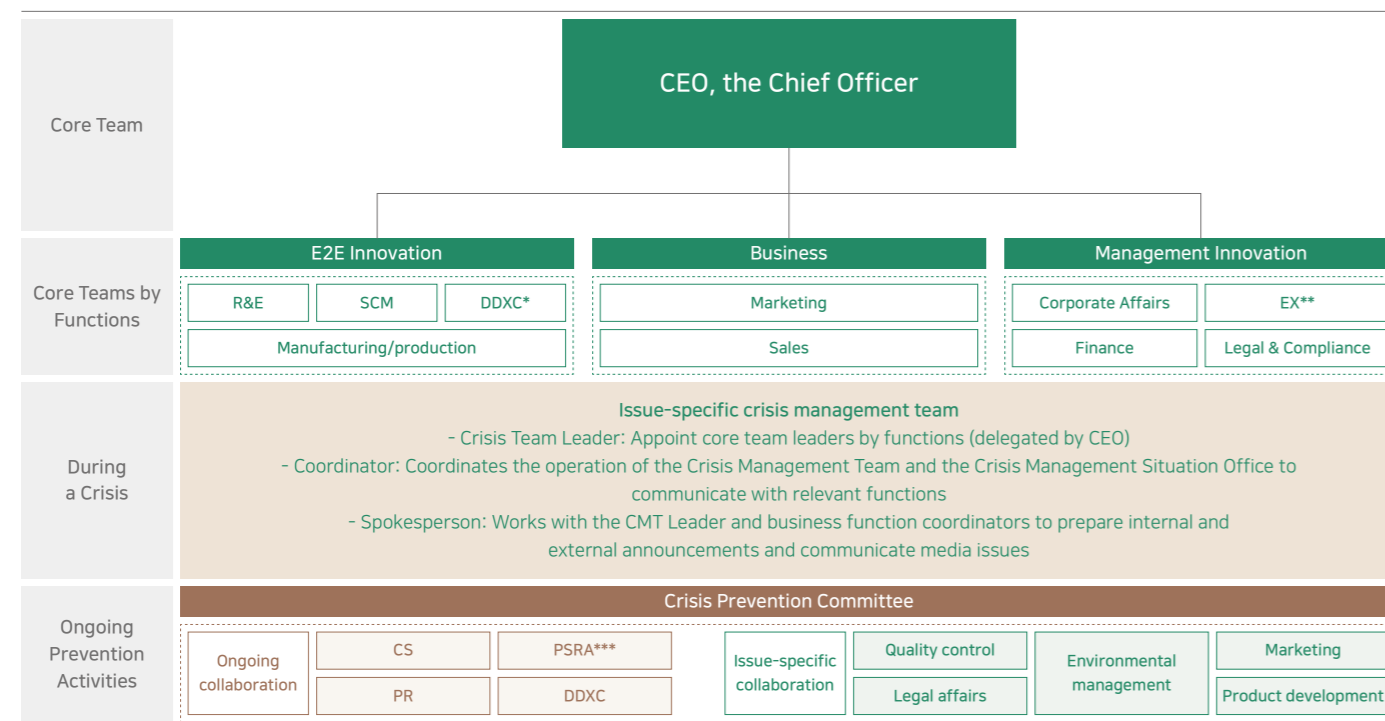 Core Team
CEO, the Chief Officer
Core Teams by
Functions
E2E Innovation
R&E
SCM
DDXC*
Manufacturing/production
Business
Marketing
Sales
Management Innovation
Corporate Affairs
EX**
Finance
Legal & Compliance
During
a Crisis
Issue-specific crisis management team
- Crisis Team Leader: Appoint core team leaders by functions (delegated by CEO)
- Coordinator: Coordinates the operation of the Crisis Management Team and the Crisis Management Situation Office to
communicate with relevant functions
- Spokesperson: Works with the CMT Leader and business function coordinators to prepare internal and
external announcements and communicate media issues
Ongoing
Prevention
Activities
Crisis Prevention Committee
Ongoing
collaboration
CS
PSRA***
PR
DDXC
Issue-specific
collaboration
Quality control
Legal affairs
Environmental
management
Marketing
Product development